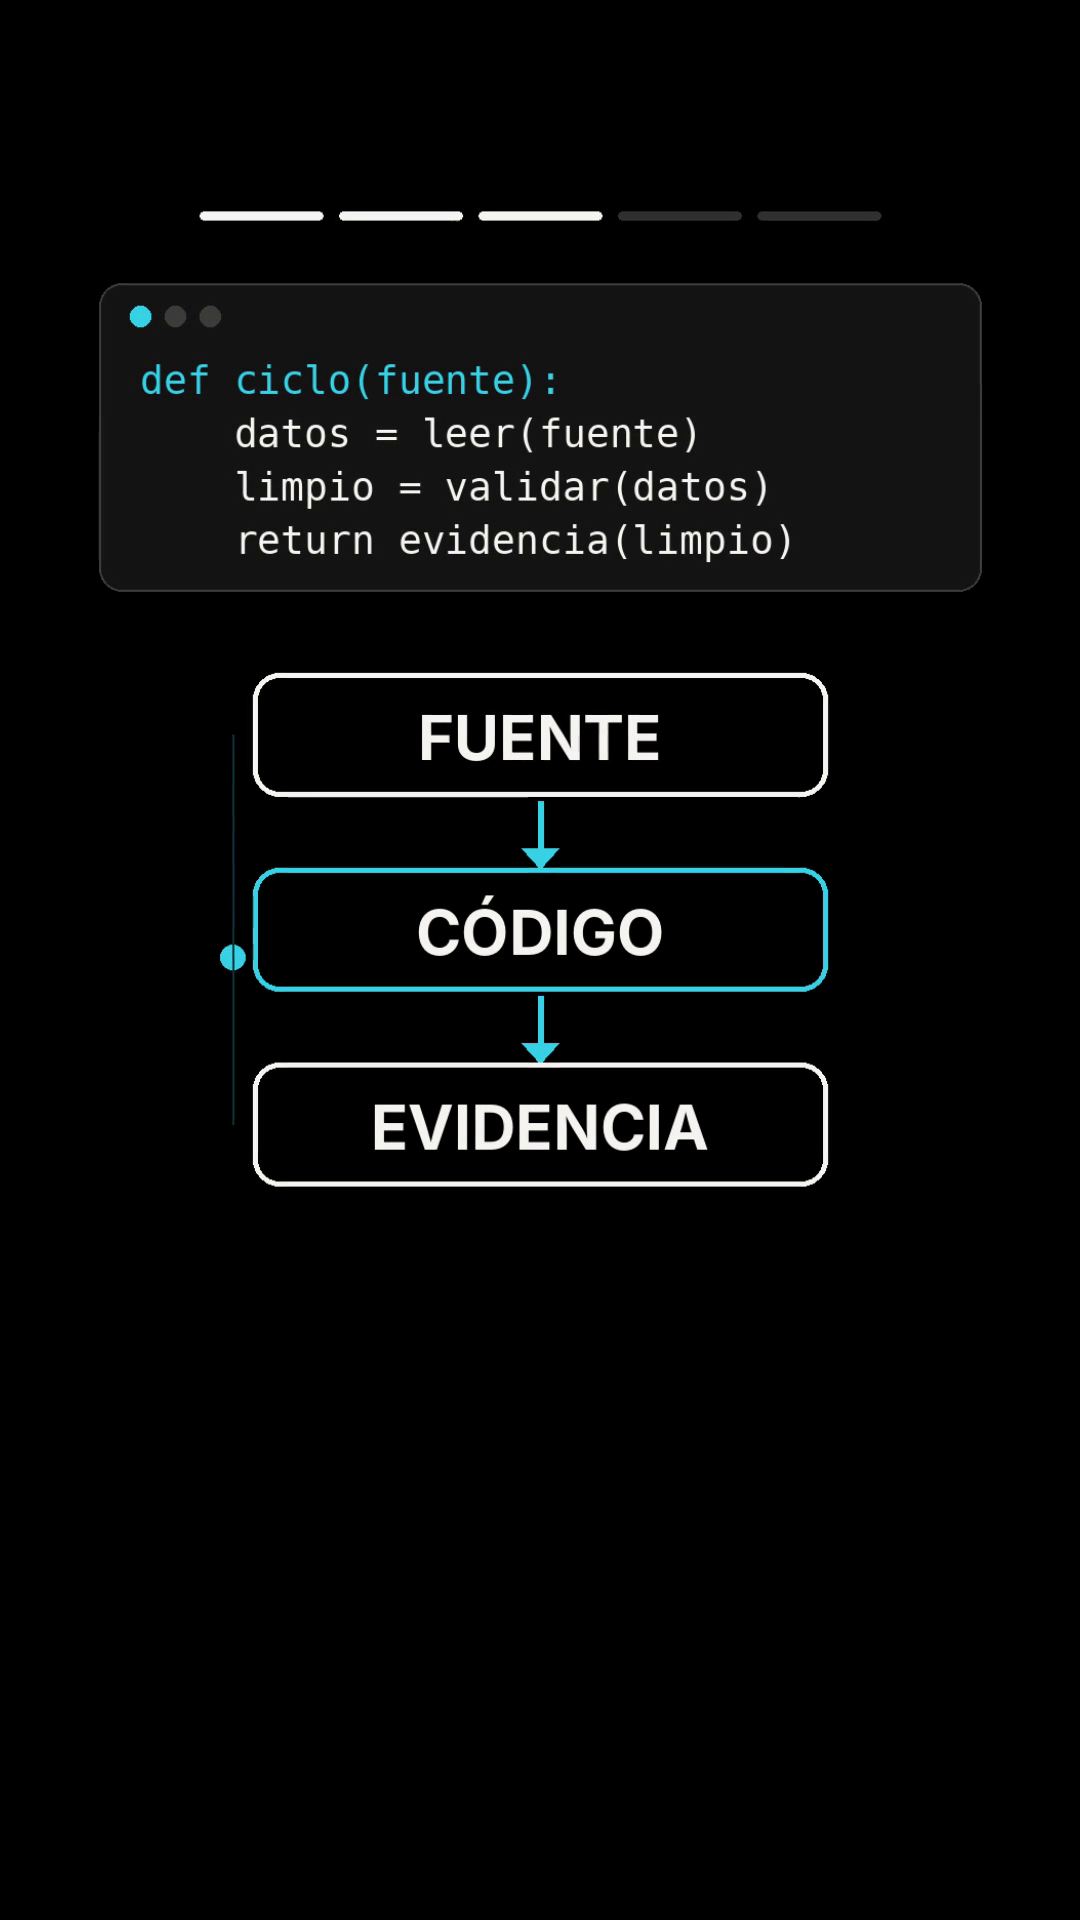 def ciclo(fuente):
    datos = leer(fuente)
    limpio = validar(datos)
    return evidencia(limpio)
FUENTE
CÓDIGO
EVIDENCIA